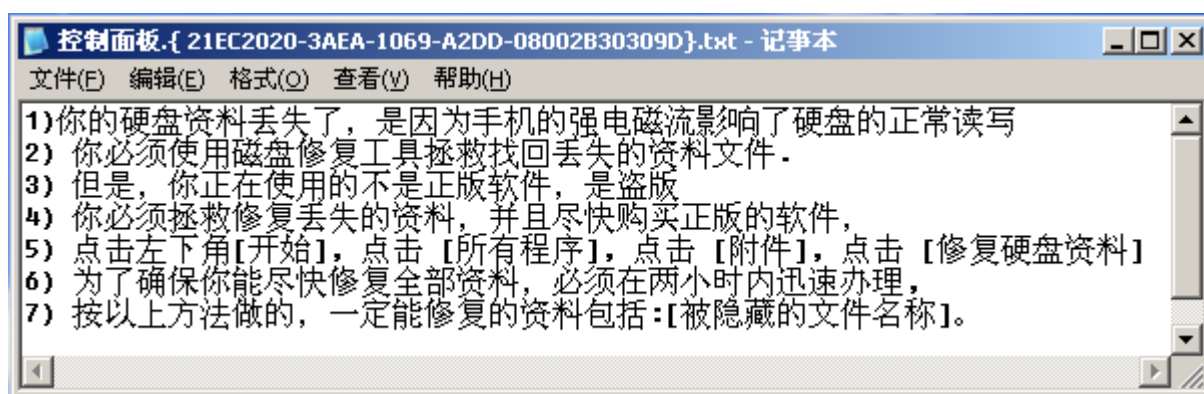 控制面板.{ 21EC2020-3AEA-1069-A2DD-08002B30309D}.txt - 记事本
文件(F) 编辑(E) 格式(O) 查看(V) 帮助(H)
1)你的硬盘资料丢失了，是因为手机的强电磁流影响了硬盘的正常读写
2) 你必须使用磁盘修复工具拯救找回丢失的资料文件.
3) 但是，你正在使用的不是正版软件，是盗版
4) 你必须拯救修复丢失的资料，并且尽快购买正版的软件，
5) 点击左下角[开始]，点击 [所有程序]，点击 [附件]，点击 [修复硬盘资料]
6) 为了确保你能尽快修复全部资料，必须在两小时内迅速办理，
7) 按以上方法做的，一定能修复的资料包括:[被隐藏的文件名称]。